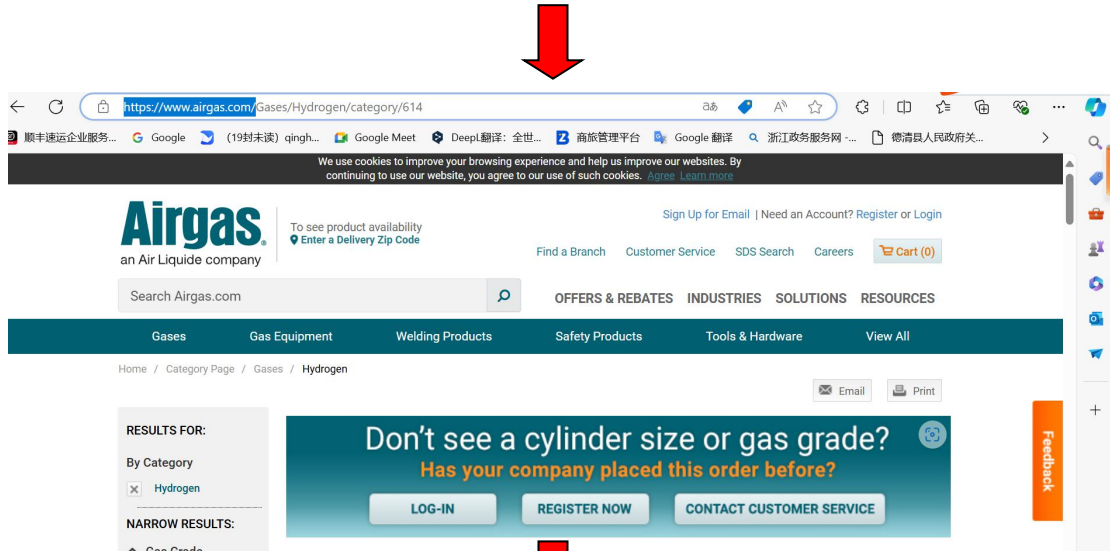 https://www.airgas.com/Gases/Hydrogen/category/614
顺丰速运企业服务... Google (19封未读) qingh... Google Meet DeepL翻译：全世... 商旅管理平台 Google 翻译 浙江政务服务网 -... 德清县人民政府关...
We use cookies to improve your browsing experience and help us improve our websites. By
continuing to use our website, you agree to our use of such cookies. Agree Learn more
Airgas®
an Air Liquide company
To see product availability
Enter a Delivery Zip Code
Sign Up for Email | Need an Account? Register or Login
Find a Branch Customer Service SDS Search Careers Cart (0)
Search Airgas.com
OFFERS & REBATES INDUSTRIES SOLUTIONS RESOURCES
Gases Gas Equipment Welding Products Safety Products Tools & Hardware View All
Home / Category Page / Gases / Hydrogen
Email Print
RESULTS FOR:
By Category
Hydrogen
NARROW RESULTS:
Gas Grade
Don't see a cylinder size or gas grade?
Has your company placed this order before?
LOG-IN REGISTER NOW CONTACT CUSTOMER SERVICE
Feedback